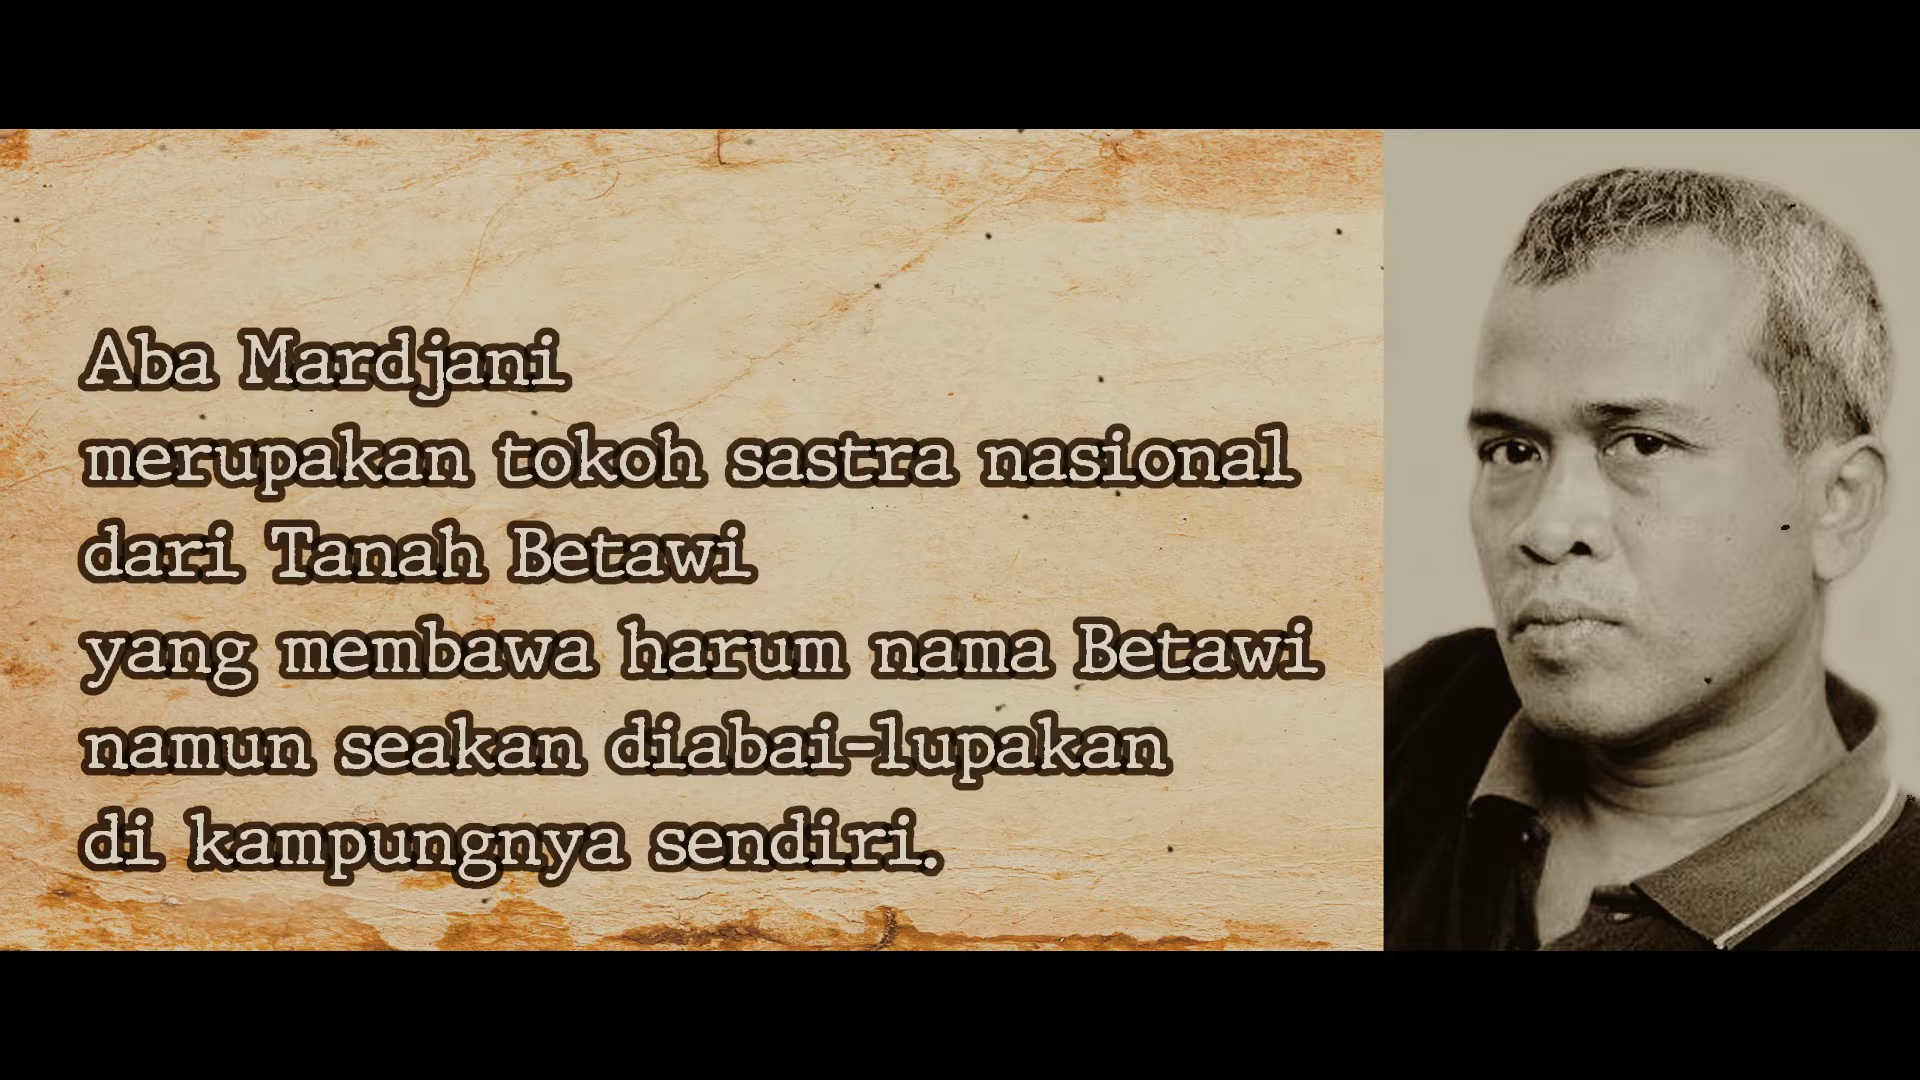 Aba Mardjani
merupakan tokoh sastra nasional
dari Tanah Betawi
yang membawa harum nama Betawi
namun seakan diabai-lupakan
di kampungnya sendiri.